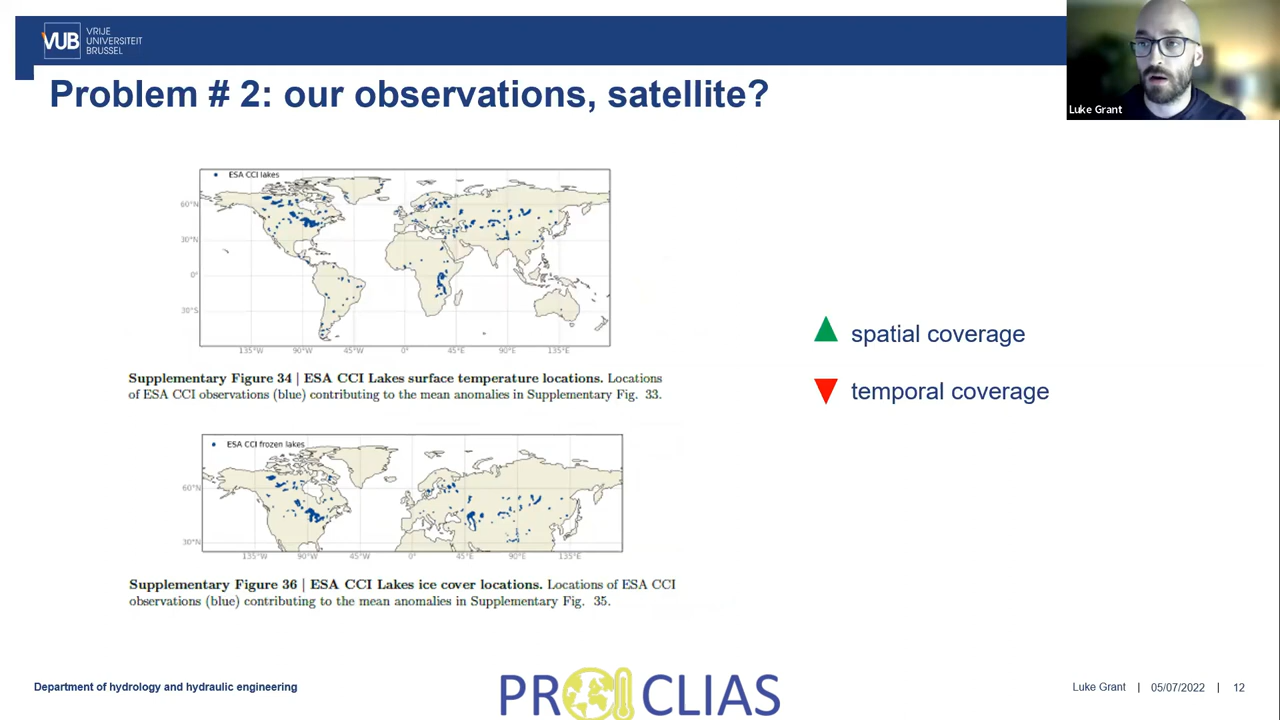 VUB
VRIJE
UNIVERSITEIT
BRUSSEL
Luke Grant
Problem # 2: our observations, satellite?
ESA CCI lakes
60°N
30°N
0°
30°S
135°W 90°W 45°W 0° 45°E 90°E 135°E
Supplementary Figure 34 | ESA CCI Lakes surface temperature locations. Locations
of ESA CCI observations (blue) contributing to the mean anomalies in Supplementary Fig. 33.
spatial coverage
temporal coverage
ESA CCI frozen lakes
60°N
30°N
135°W 90°W 45°W 0° 45°E 90°E 135°E
Supplementary Figure 36 | ESA CCI Lakes ice cover locations. Locations of ESA CCI
observations (blue) contributing to the mean anomalies in Supplementary Fig. 35.
Department of hydrology and hydraulic engineering
PROCLIAS
Luke Grant | 05/07/2022 | 12